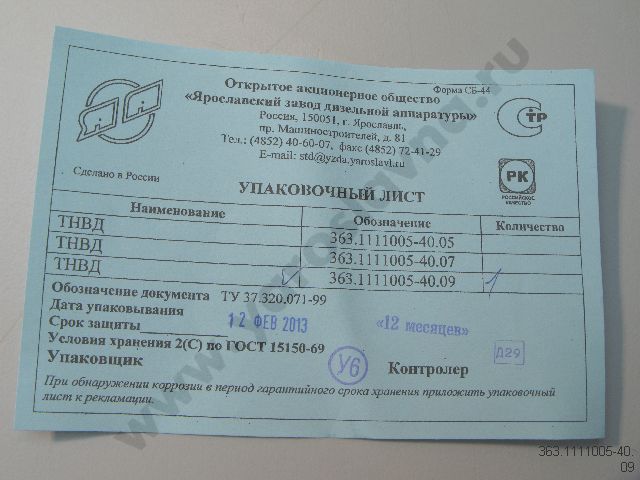 Форма СБ-44
Открытое акционерное общество
«Ярославский завод дизельной аппаратуры»
Россия, 150051, г. Ярославль,
пр. Машиностроителей, д. 81
Тел.: (4852) 40-60-07, факс (4852) 72-41-29
E-mail: std@yzda.yaroslavl.ru
СТР
РК
РОССИЙСКОЕ
КАЧЕСТВО
Сделано в России
УПАКОВОЧНЫЙ ЛИСТ
Наименование Обозначение Количество
ТНВД 363.1111005-40.05
ТНВД 363.1111005-40.07
ТНВД 363.1111005-40.09 1
Обозначение документа ТУ 37.320.071-99
Дата упаковывания 12 ФЕВ 2013
Срок защиты «12 месяцев»
Условия хранения 2(С) по ГОСТ 15150-69
Упаковщик У6 Контролер Д29
При обнаружении коррозии в период гарантийного срока хранения приложить упаковочный
лист к рекламации.
363.1111005-40.
09